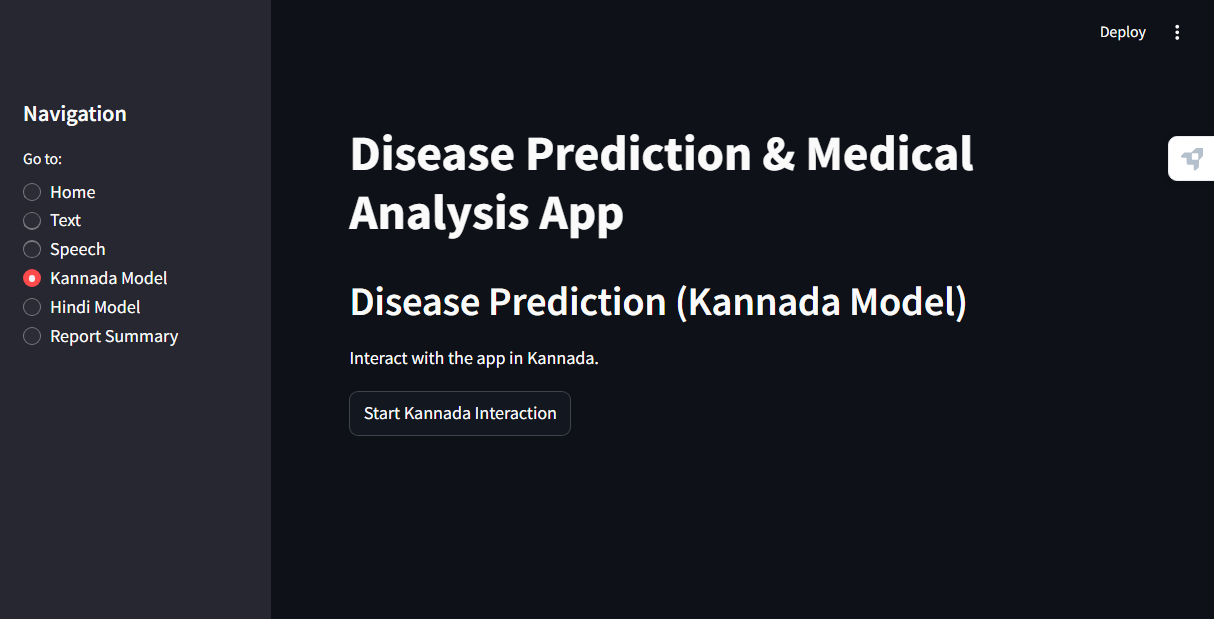 Deploy
Navigation
Go to:
Home
Text
Speech
Kannada Model
Hindi Model
Report Summary
Disease Prediction & Medical
Analysis App
Disease Prediction (Kannada Model)
Interact with the app in Kannada.
Start Kannada Interaction